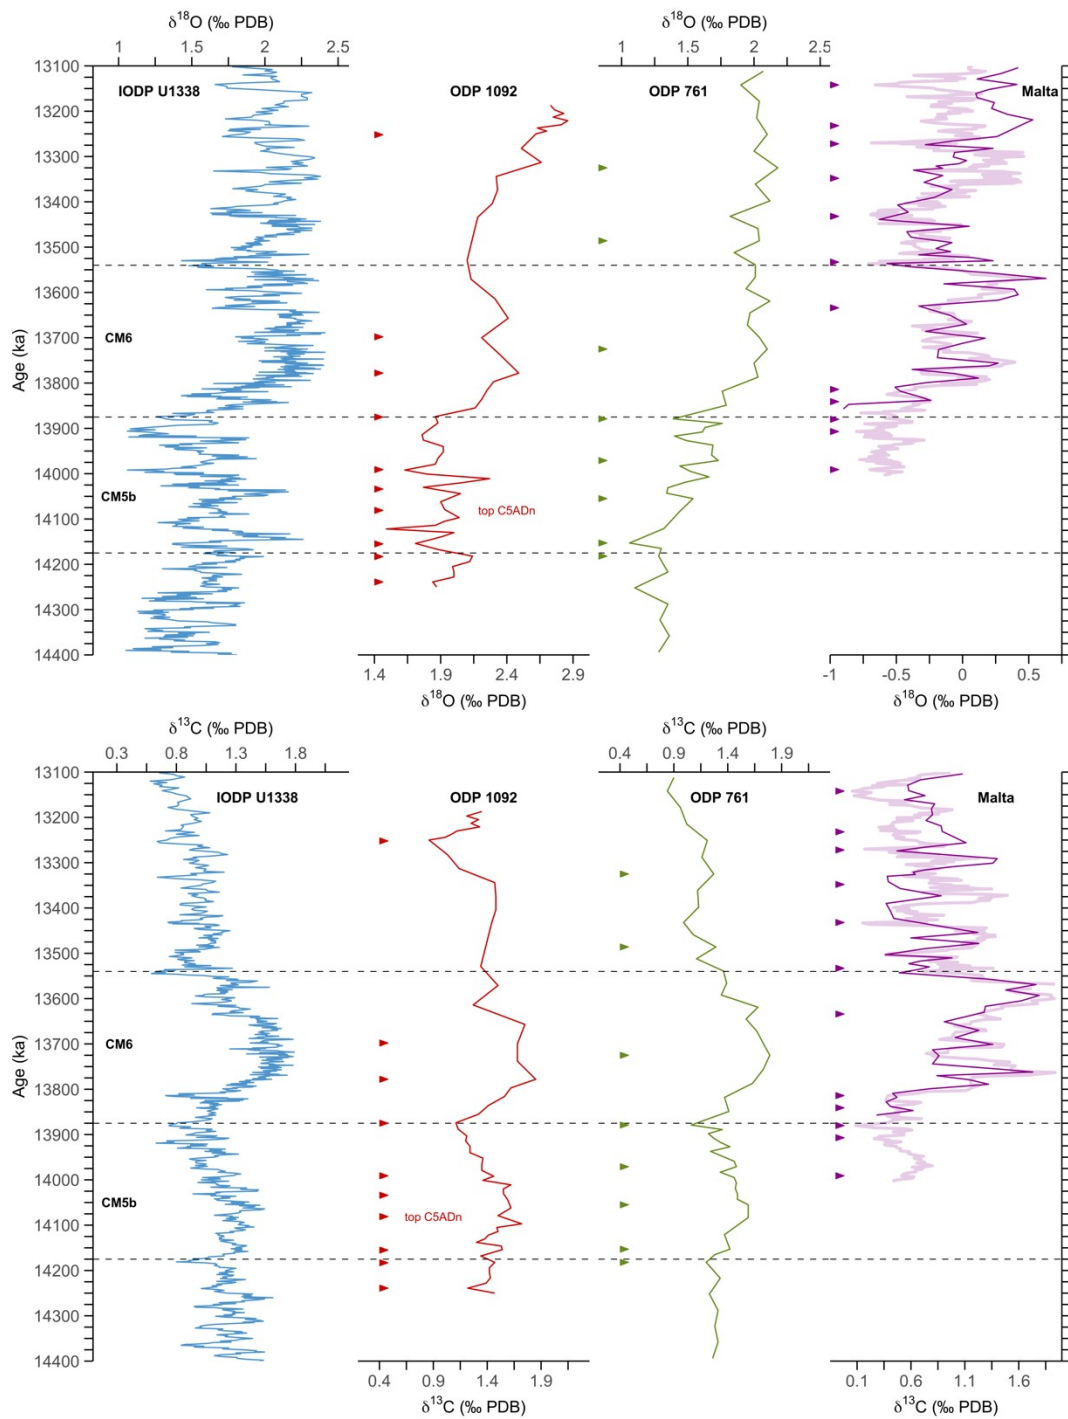 δ18O (‰ PDB) δ18O (‰ PDB)
1 1.5 2 2.5 1 1.5 2 2.5
13100
IODP U1338 ODP 1092 ODP 761 Malta
13200
13300
13400
13500
13600
CM6
13700
13800
13900
14000
CM5b
top C5ADn
14100
14200
14300
14400
Age (ka)
1.4 1.9 2.4 2.9 -1 -0.5 0 0.5
δ18O (‰ PDB) δ18O (‰ PDB)
δ13C (‰ PDB) δ13C (‰ PDB)
0.3 0.8 1.3 1.8 0.4 0.9 1.4 1.9
13100
IODP U1338 ODP 1092 ODP 761 Malta
13200
13300
13400
13500
13600
13700
CM6
13800
13900
14000
CM5b
top C5ADn
14100
14200
14300
14400
Age (ka)
0.4 0.9 1.4 1.9 0.1 0.6 1.1 1.6
δ13C (‰ PDB) δ13C (‰ PDB)